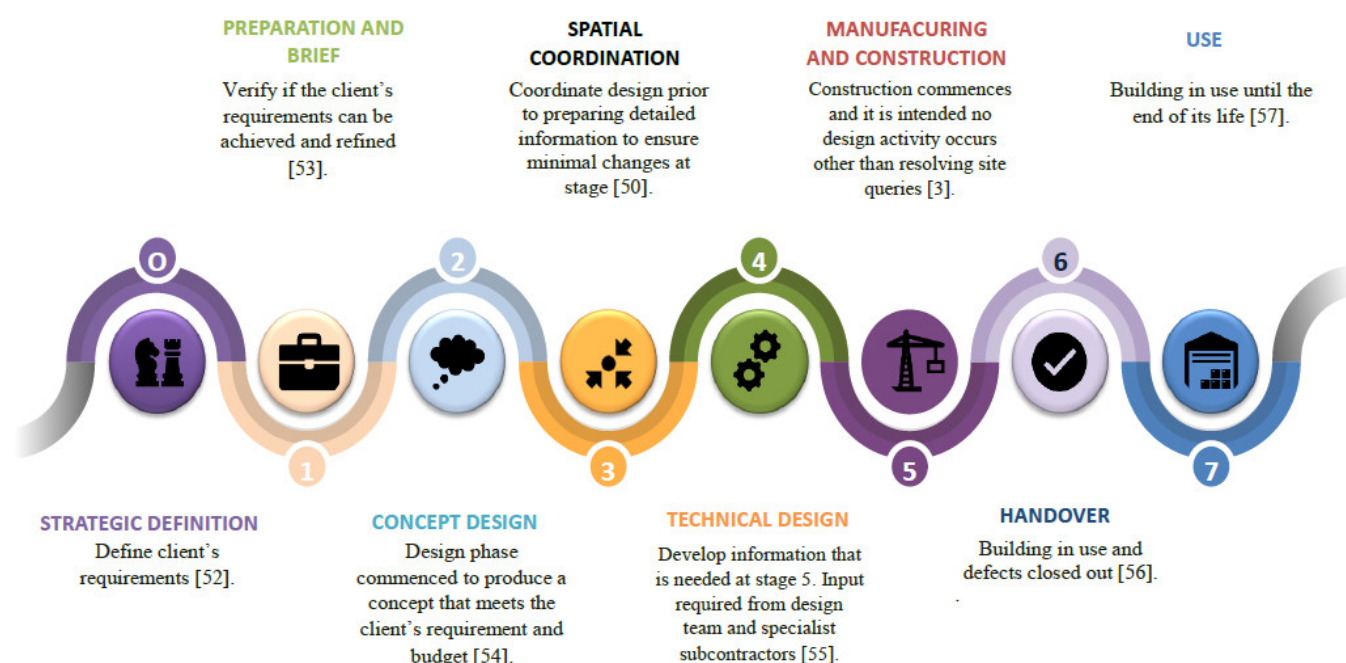 PREPARATION AND
BRIEF
Verify if the client's
requirements can be
achieved and refined
[53].
SPATIAL
COORDINATION
Coordinate design prior
to preparing detailed
information to ensure
minimal changes at
stage [50].
MANUFACURING
AND CONSTRUCTION
Construction commences
and it is intended no
design activity occurs
other than resolving site
queries [3].
USE
Building in use until the
end of its life [57].
O
2
4
6
1
3
5
7
STRATEGIC DEFINITION
Define client's
requirements [52].
CONCEPT DESIGN
Design phase
commenced to produce a
concept that meets the
client's requirement and
budget [54].
TECHNICAL DESIGN
Develop information that
is needed at stage 5. Input
required from design
team and specialist
subcontractors [55].
HANDOVER
Building in use and
defects closed out [56].
.